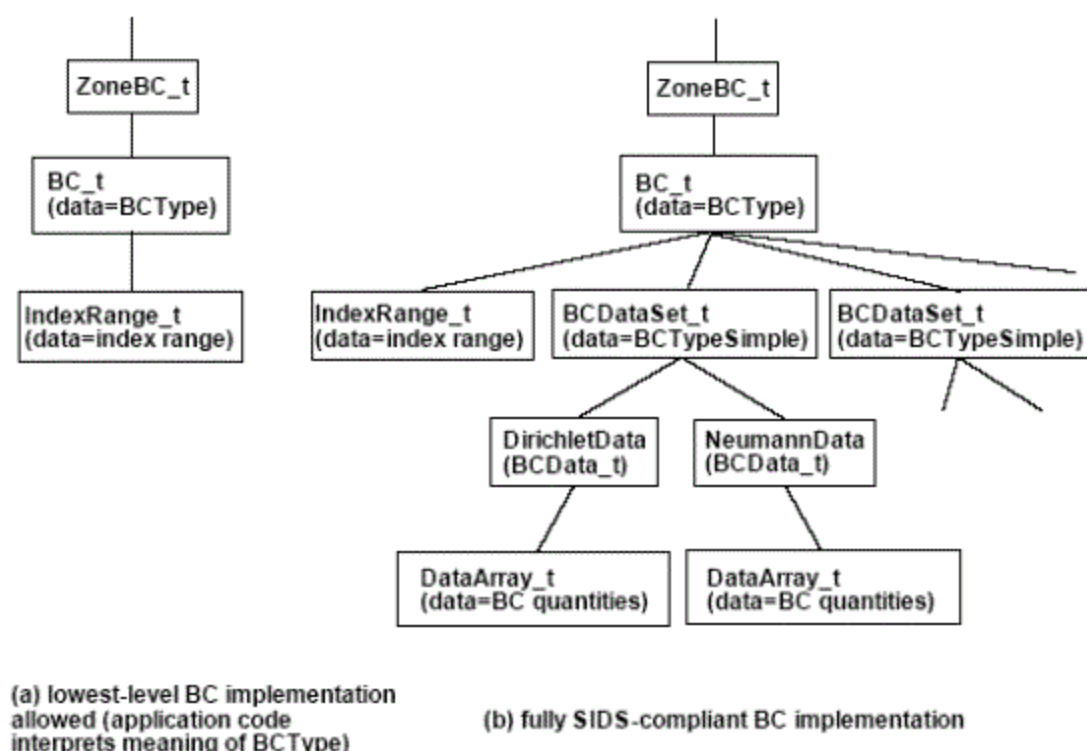 ZoneBC_t
BC_t
(data=BCType)
IndexRange_t
(data=index range)
ZoneBC_t
BC_t
(data=BCType)
IndexRange_t
(data=index range)
BCDataSet_t
(data=BCTypeSimple)
BCDataSet_t
(data=BCTypeSimple)
DirichletData
(BCData_t)
NeumannData
(BCData_t)
DataArray_t
(data=BC quantities)
DataArray_t
(data=BC quantities)
(a) lowest-level BC implementation
allowed (application code
interprets meaning of BCType)
(b) fully SIDS-compliant BC implementation